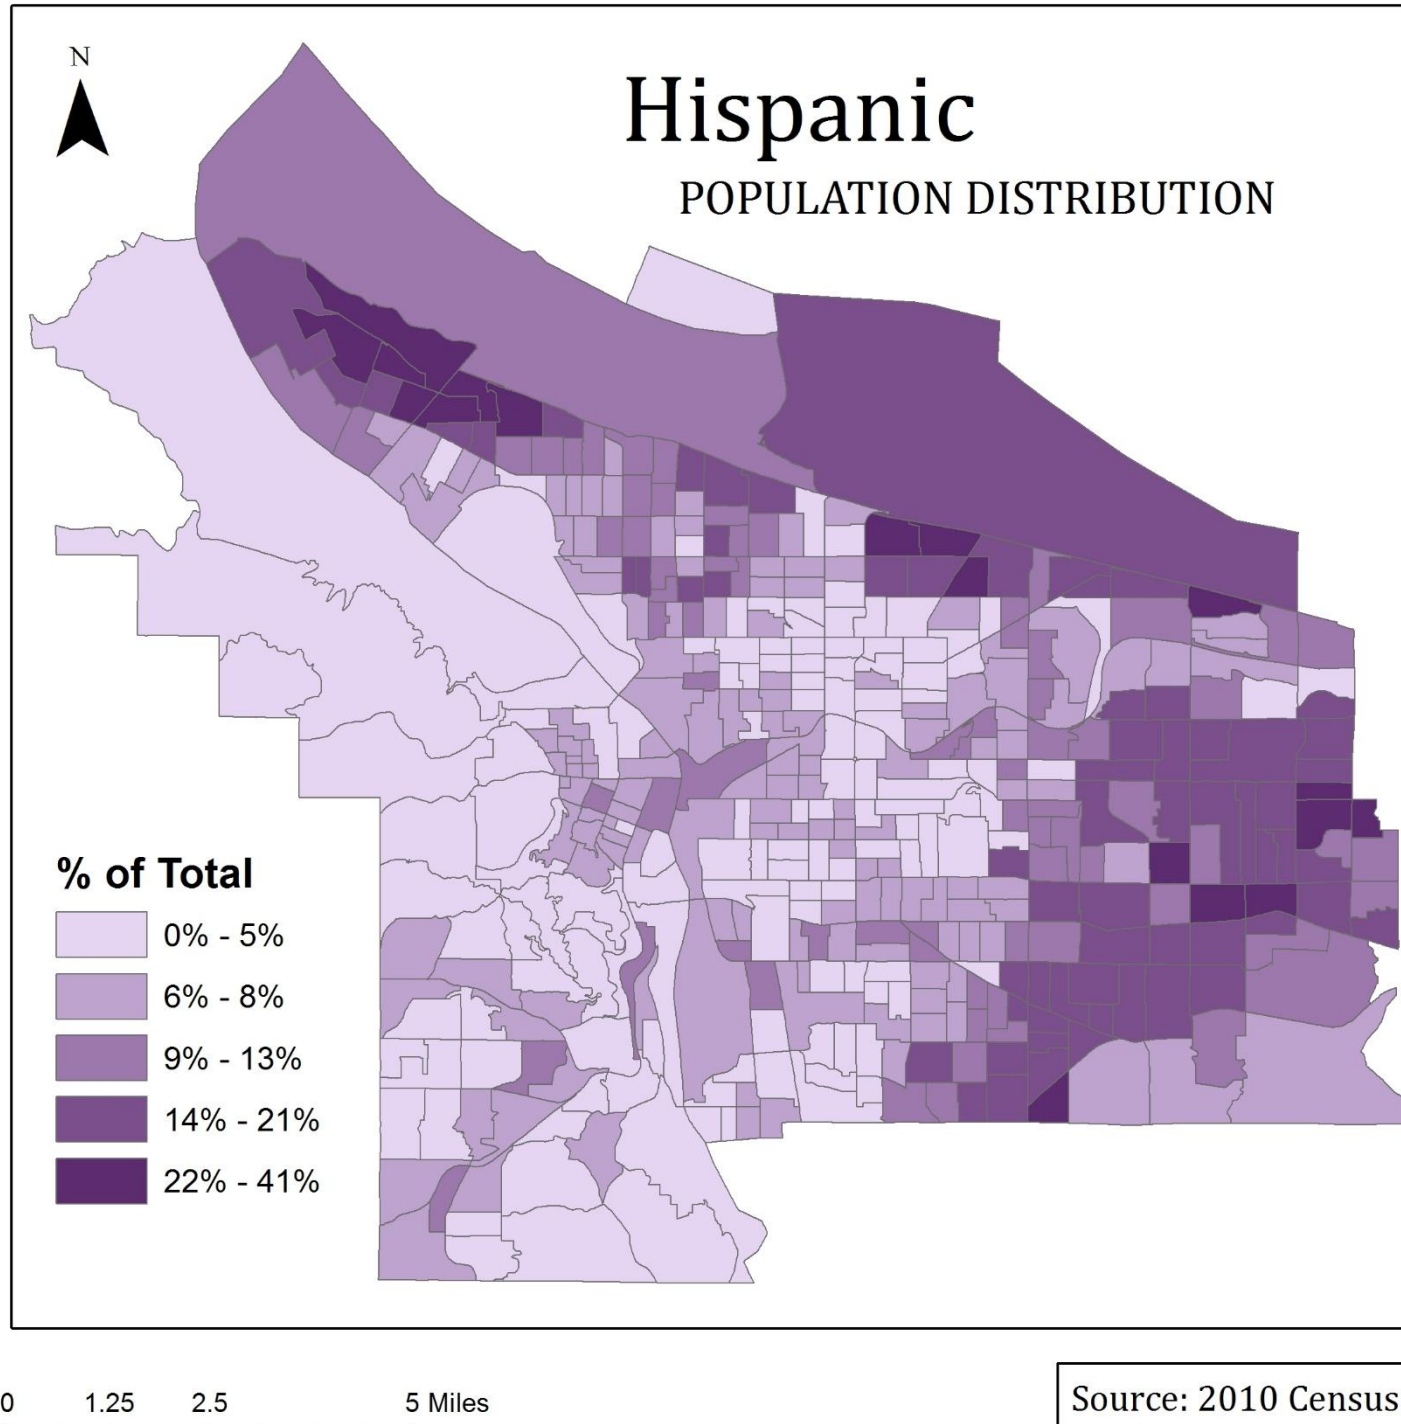 N
Hispanic
POPULATION DISTRIBUTION
% of Total
0% - 5%
6% - 8%
9% - 13%
14% - 21%
22% - 41%
0 1.25 2.5 5 Miles
Source: 2010 Census